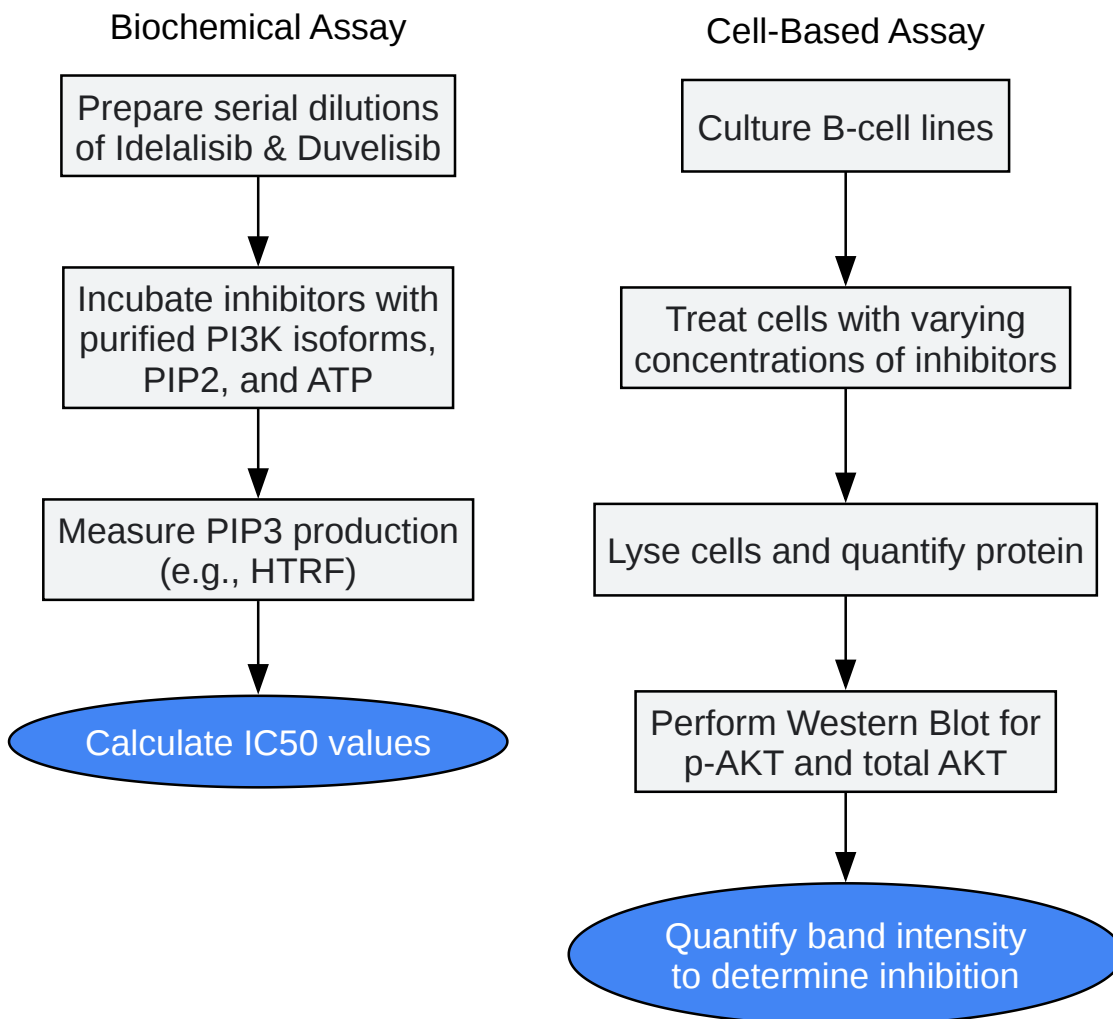 Biochemical Assay
Prepare serial dilutions
of Idelalisib & Duvelisib
Incubate inhibitors with
purified PI3K isoforms,
PIP2, and ATP
Measure PIP3 production
(e.g., HTRF)
Calculate IC50 values
Cell-Based Assay
Culture B-cell lines
Treat cells with varying
concentrations of inhibitors
Lyse cells and quantify protein
Perform Western Blot for
p-AKT and total AKT
Quantify band intensity
to determine inhibition